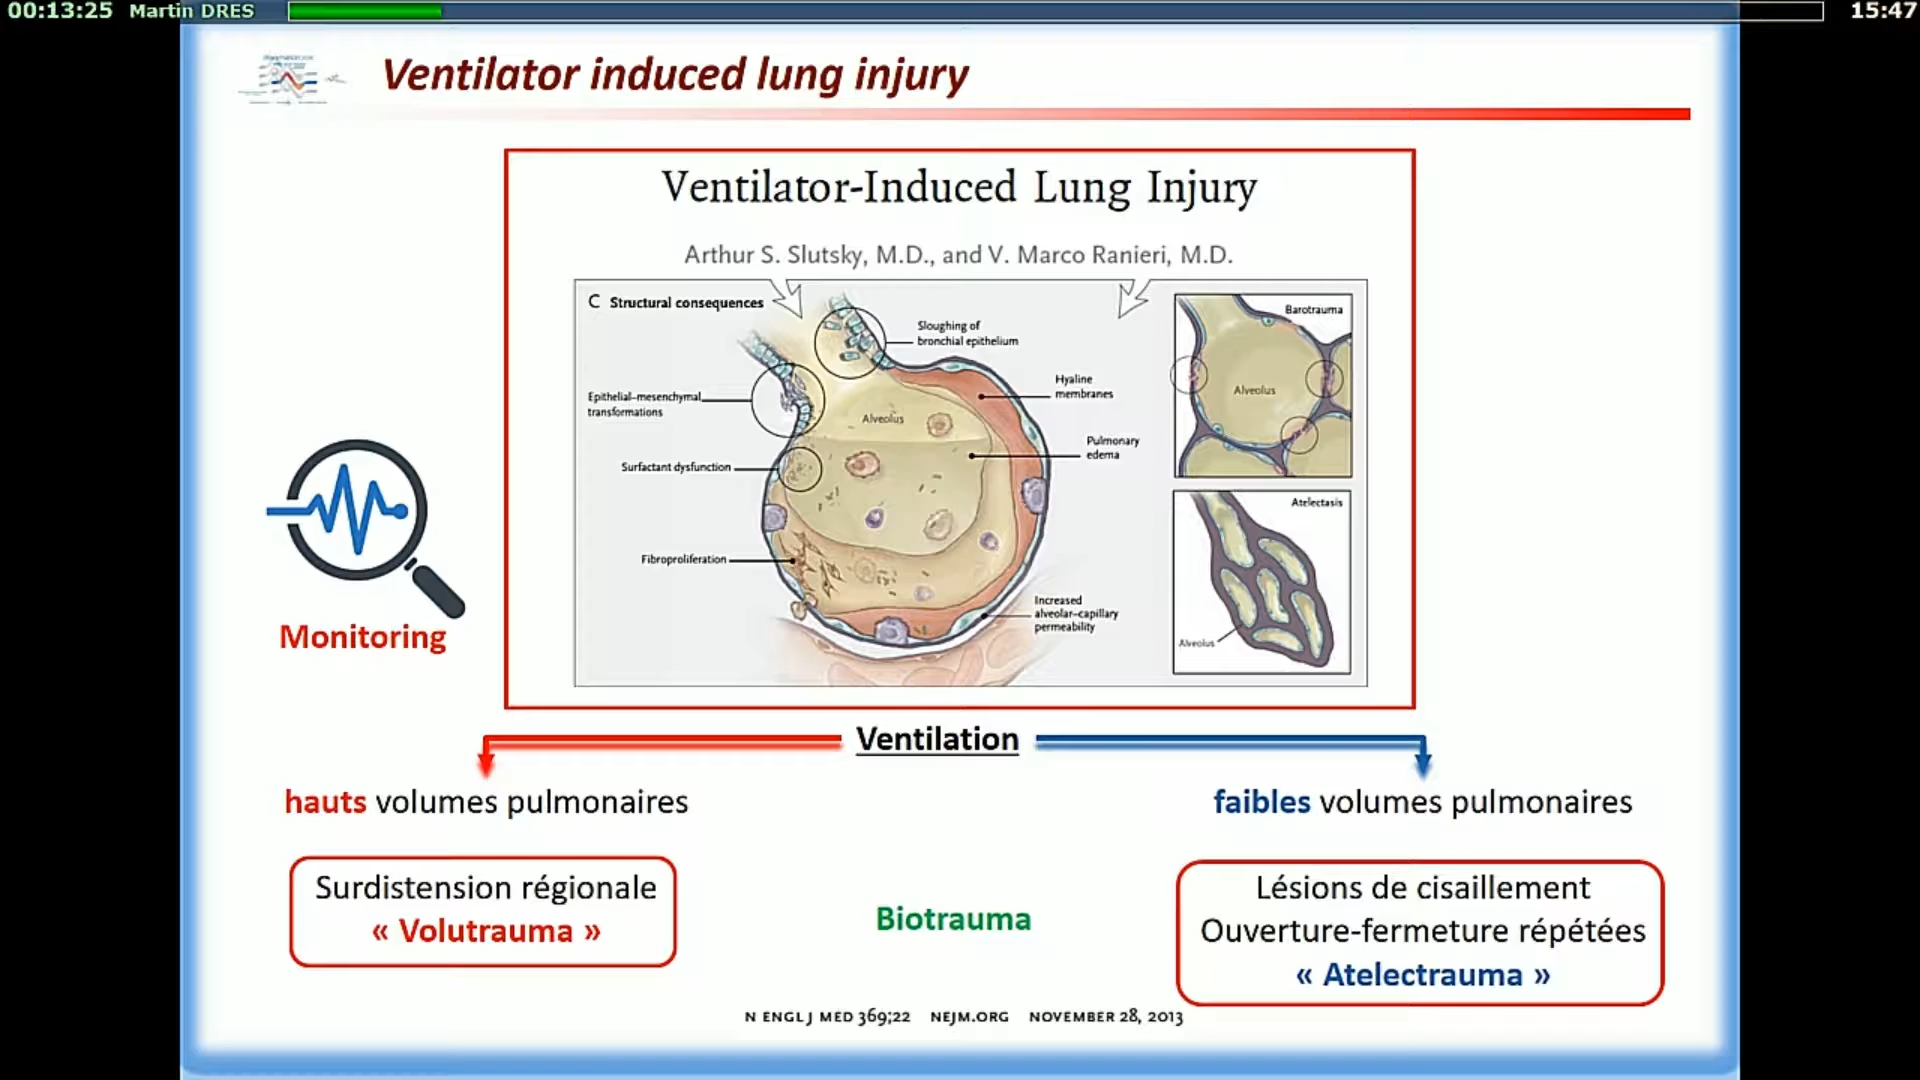 00:13:25 Martin DRES
15:47
Ventilator induced lung injury
Ventilator-Induced Lung Injury
Arthur S. Slutsky, M.D., and V. Marco Ranieri, M.D.
C Structural consequences
Sloughing of
bronchial epithelium
Epithelial–mesenchymal
transformations
Hyaline
membranes
Alveolus
Pulmonary
edema
Surfactant dysfunction
Fibroproliferation
Increased
alveolar–capillary
permeability
Barotrauma
Alveolus
Atelectasis
Alveolus
Monitoring
Ventilation
hauts volumes pulmonaires
faibles volumes pulmonaires
Surdistension régionale
« Volutrauma »
Biotrauma
Lésions de cisaillement
Ouverture-fermeture répétées
« Atelectrauma »
N ENGL J MED 369;22 NEJM.ORG NOVEMBER 28, 2013